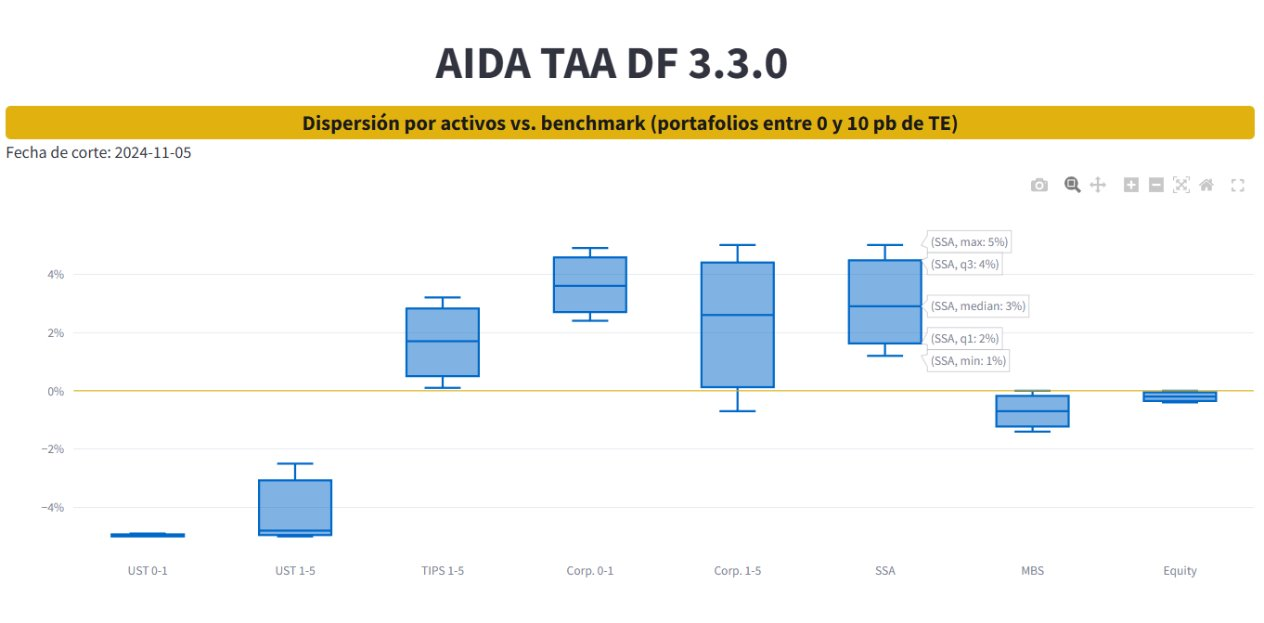 AIDA TAA DF 3.3.0
Dispersión por activos vs. benchmark (portafolios entre 0 y 10 pb de TE)
Fecha de corte: 2024-11-05
(SSA, max: 5%)
4%
(SSA, q3: 4%)
(SSA, median: 3%)
2%
(SSA, q1: 2%)
(SSA, min: 1%)
0%
−2%
−4%
UST 0-1 UST 1-5 TIPS 1-5 Corp. 0-1 Corp. 1-5 SSA MBS Equity